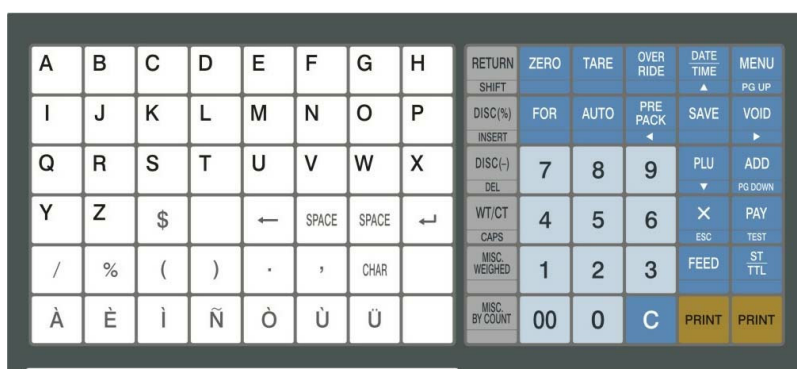 A B C D E F G H
I J K L M N O P
Q R S T U V W X
Y Z $ ← SPACE SPACE ↵
/ % ( ) . , CHAR
À È Ì Ñ Ò Ù Ü
RETURN ZERO TARE OVER RIDE DATE TIME MENU
SHIFT ▲ PG UP
DISC(%) FOR AUTO PRE PACK SAVE VOID
INSERT ◀ ▶
DISC(–) 7 8 9 PLU ADD
DEL ▼ PG DOWN
WT/CT 4 5 6 × PAY
CAPS ESC TEST
MISC. WEIGHED 1 2 3 FEED ST TTL
MISC. BY COUNT 00 0 C PRINT PRINT